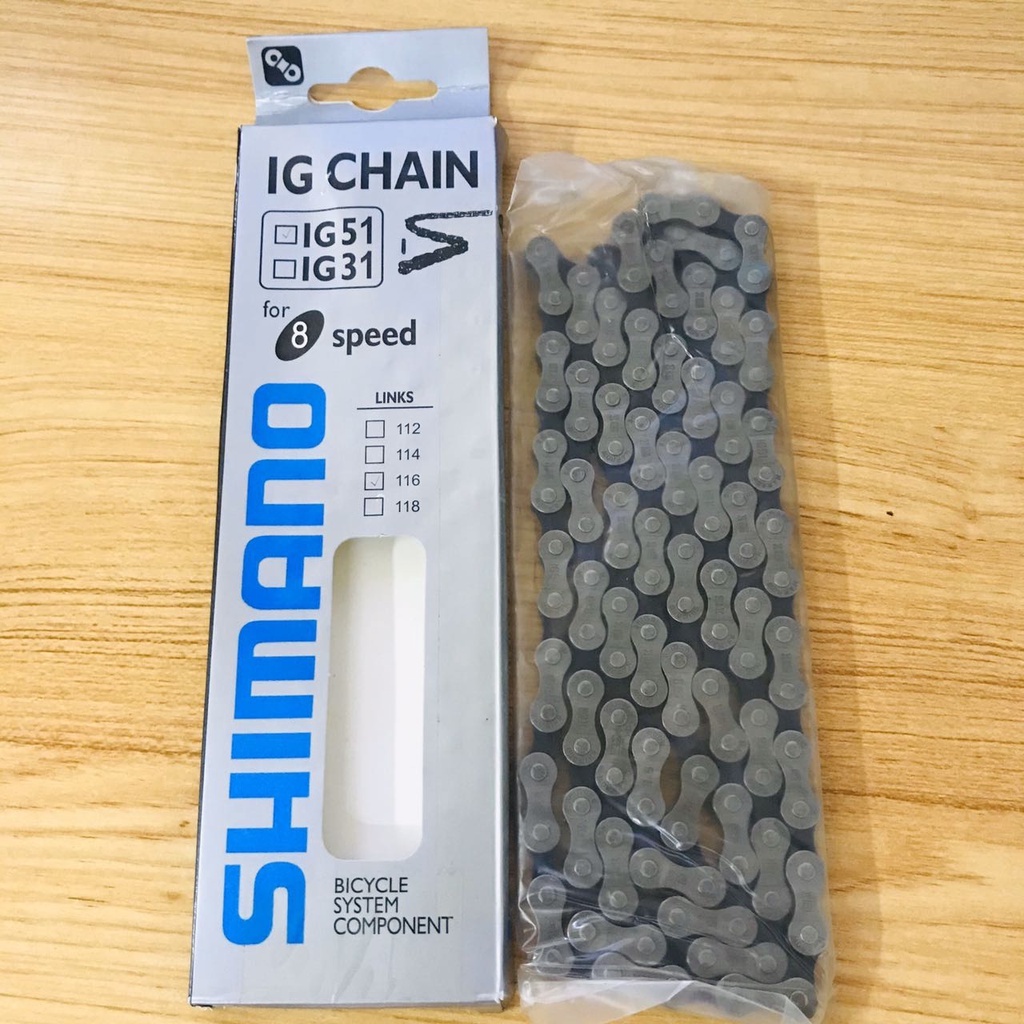 IG CHAIN
IG51
IG31
for 8 speed
LINKS
112
114
116
118
SHIMANO
BICYCLE
SYSTEM
COMPONENT